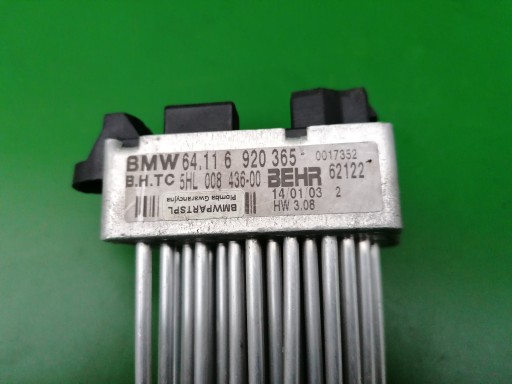 BMW 64.11 6 920 365 0017352
B.H.TC 5HL 008 436-00 BEHR 62122
14 01 03 2
HW 3.08
BMWPARTSPL
Plomba Gwarancyjna